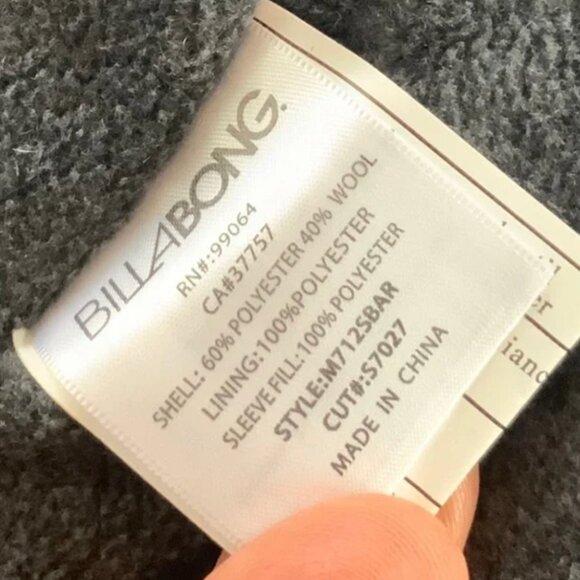 BILLABONG.
RN#:99064
CA#37757
SHELL: 60% POLYESTER 40% WOOL
LINING:100%POLYESTER
SLEEVE FILL: 100% POLYESTER
STYLE:M712SBAR
CUT#:S7027
MADE IN CHINA